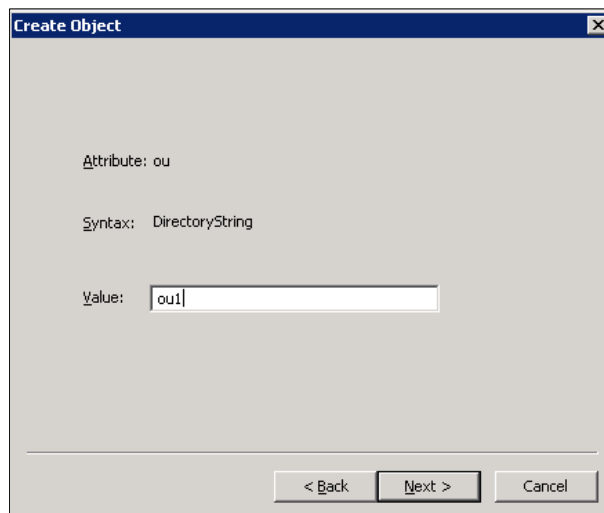 Create Object
Attribute: ou
Syntax: DirectoryString
Value: ou1
< Back Next > Cancel